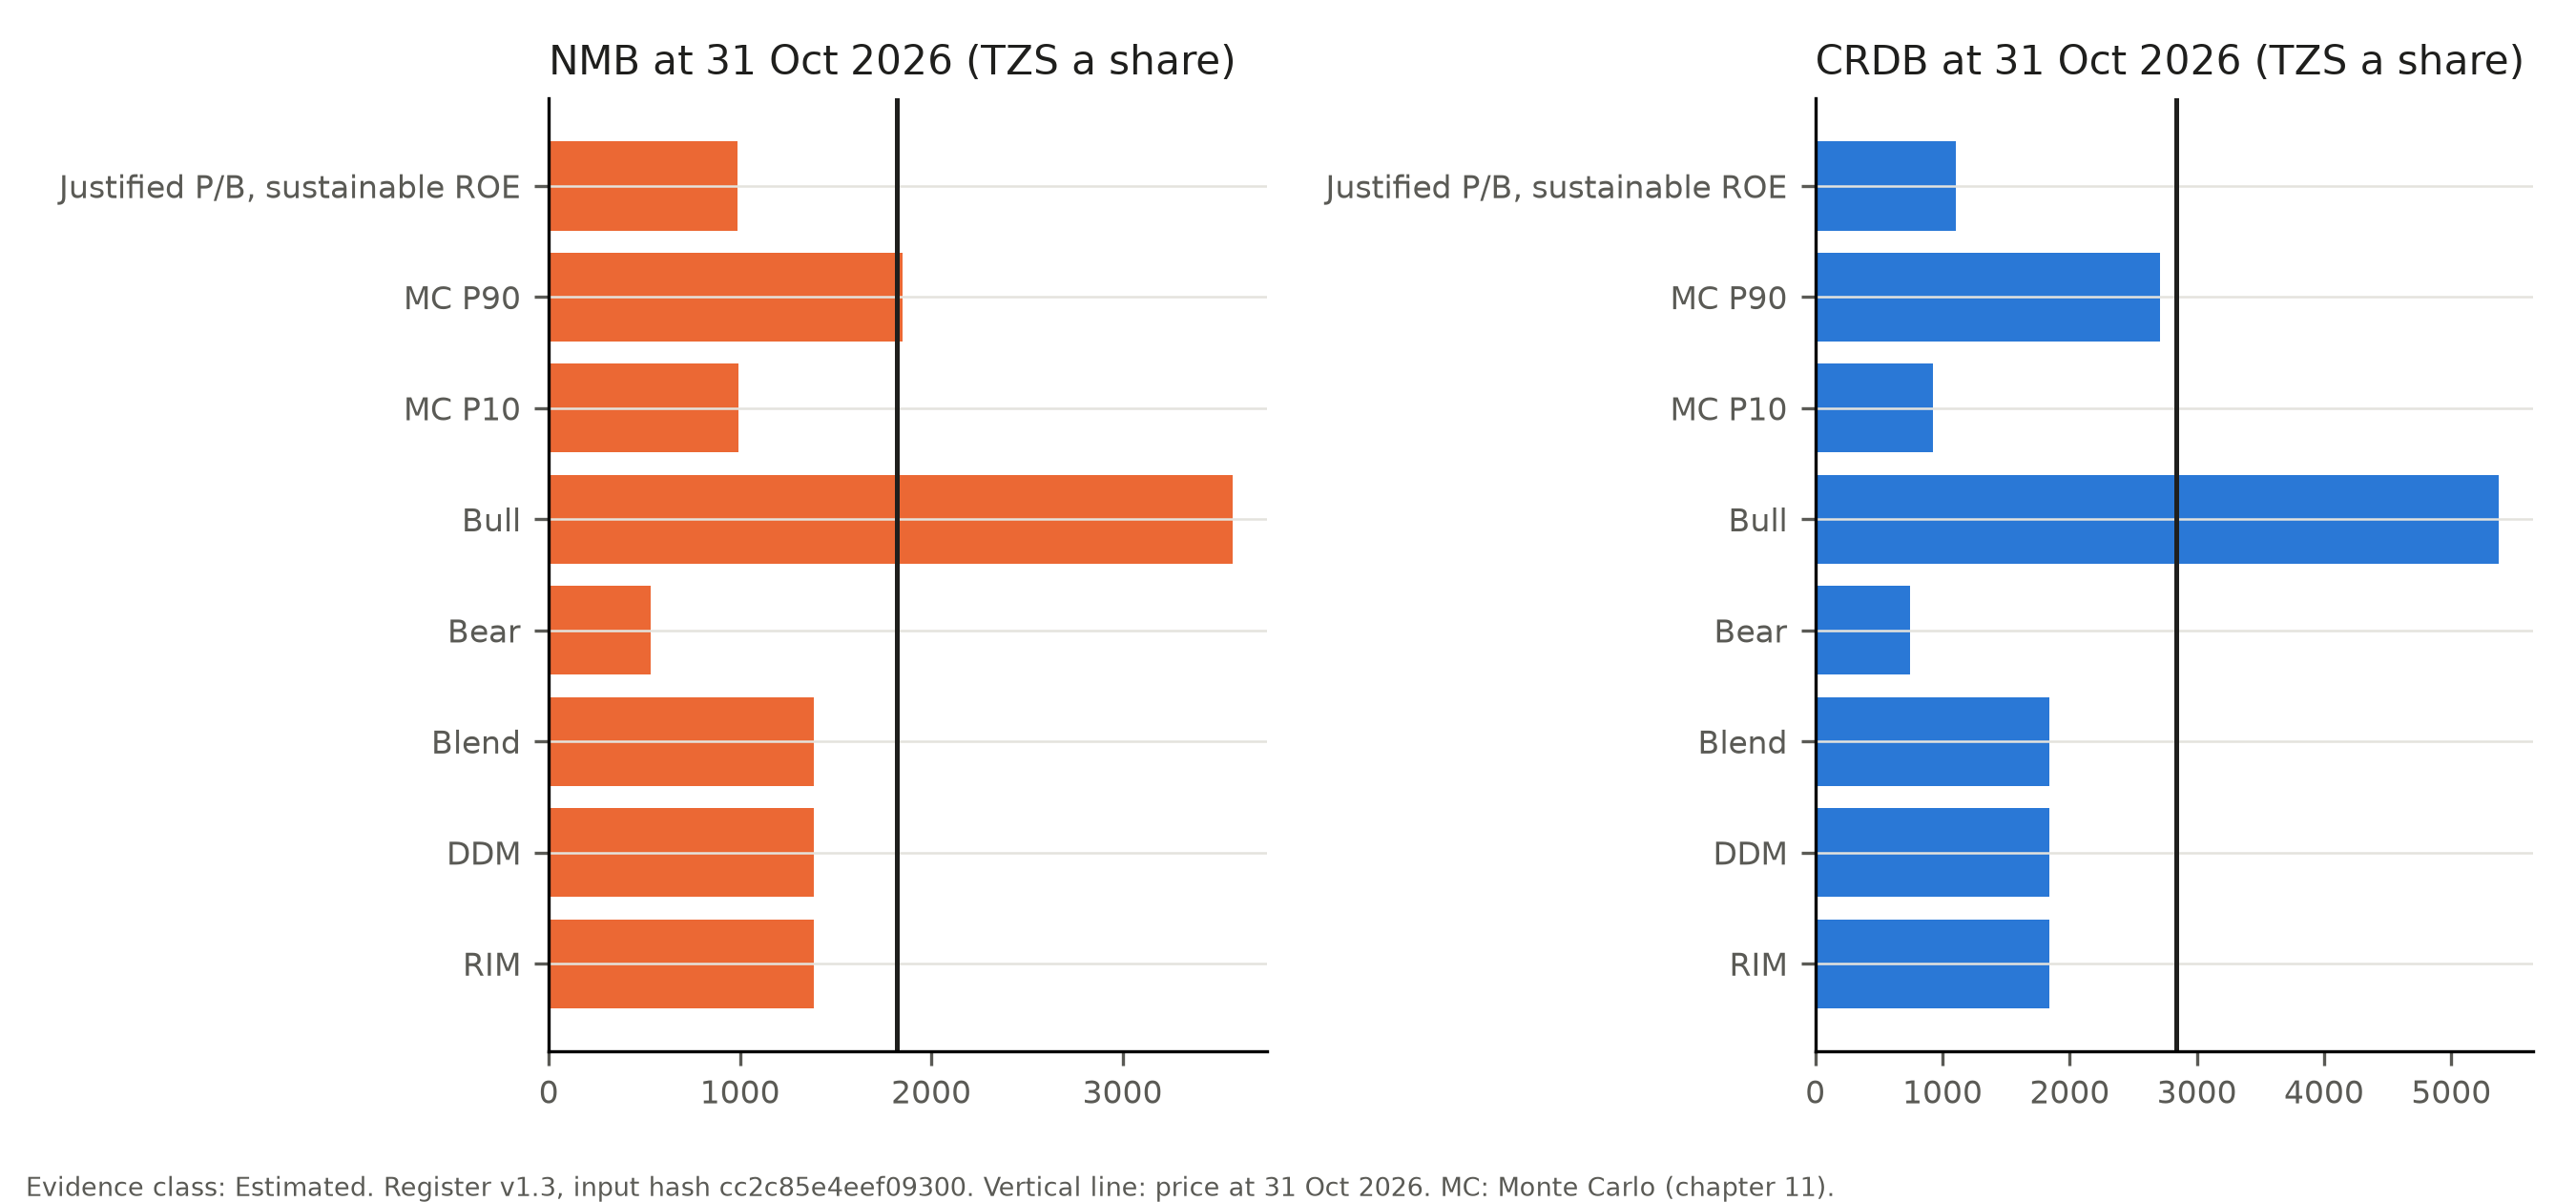 NMB at 31 Oct 2026 (TZS a share)
Justified P/B, sustainable ROE
MC P90
MC P10
Bull
Bear
Blend
DDM
RIM
0 1000 2000 3000
CRDB at 31 Oct 2026 (TZS a share)
Justified P/B, sustainable ROE
MC P90
MC P10
Bull
Bear
Blend
DDM
RIM
0 1000 2000 3000 4000 5000
Evidence class: Estimated. Register v1.3, input hash cc2c85e4eef09300. Vertical line: price at 31 Oct 2026. MC: Monte Carlo (chapter 11).